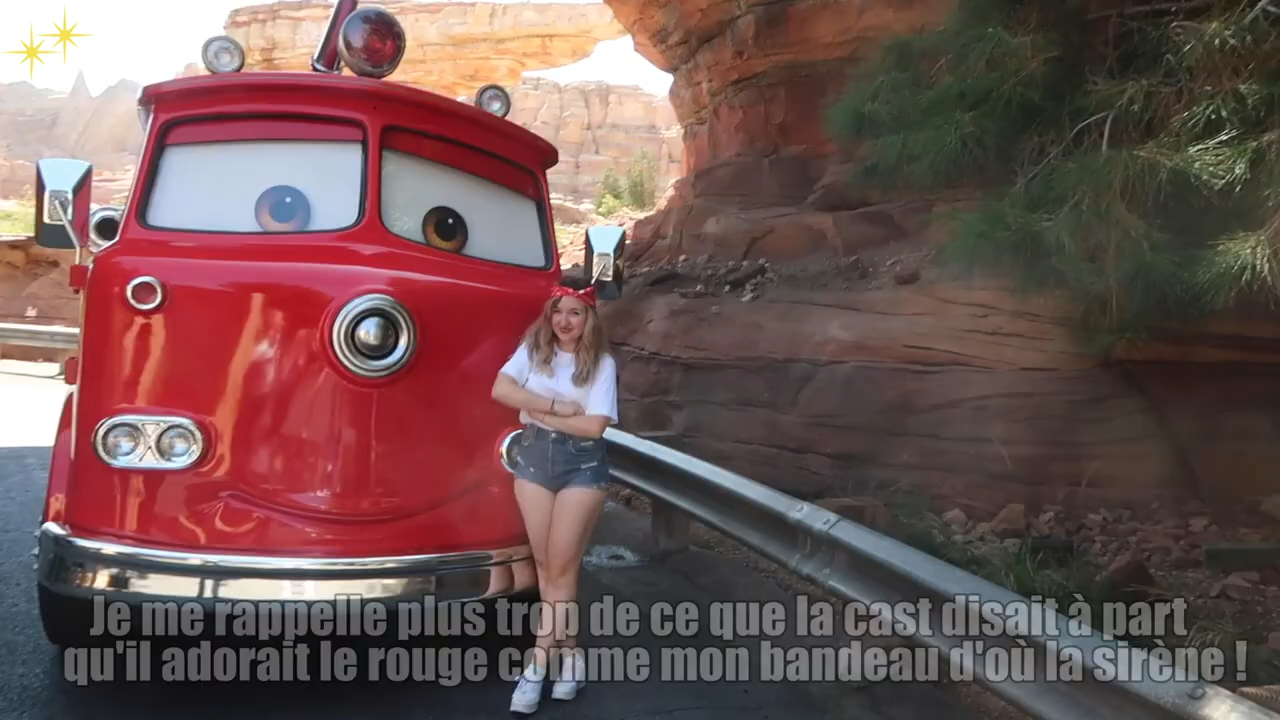 Je me rappelle plus trop de ce que la cast disait à part
qu'il adorait le rouge comme mon bandeau d'où la sirène !